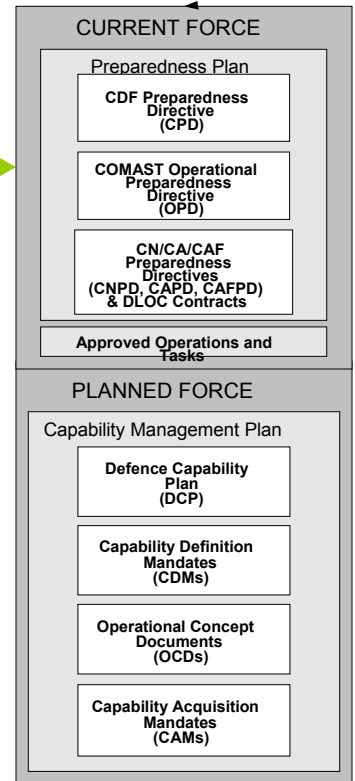 CURRENT FORCE
Preparedness Plan
CDF Preparedness
Directive
(CPD)
COMAST Operational
Preparedness
Directive
(OPD)
CN/CA/CAF
Preparedness
Directives
(CNPD, CAPD, CAFPD)
& DLOC Contracts
Approved Operations and
Tasks
PLANNED FORCE
Capability Management Plan
Defence Capability
Plan
(DCP)
Capability Definition
Mandates
(CDMs)
Operational Concept
Documents
(OCDs)
Capability Acquisition
Mandates
(CAMs)